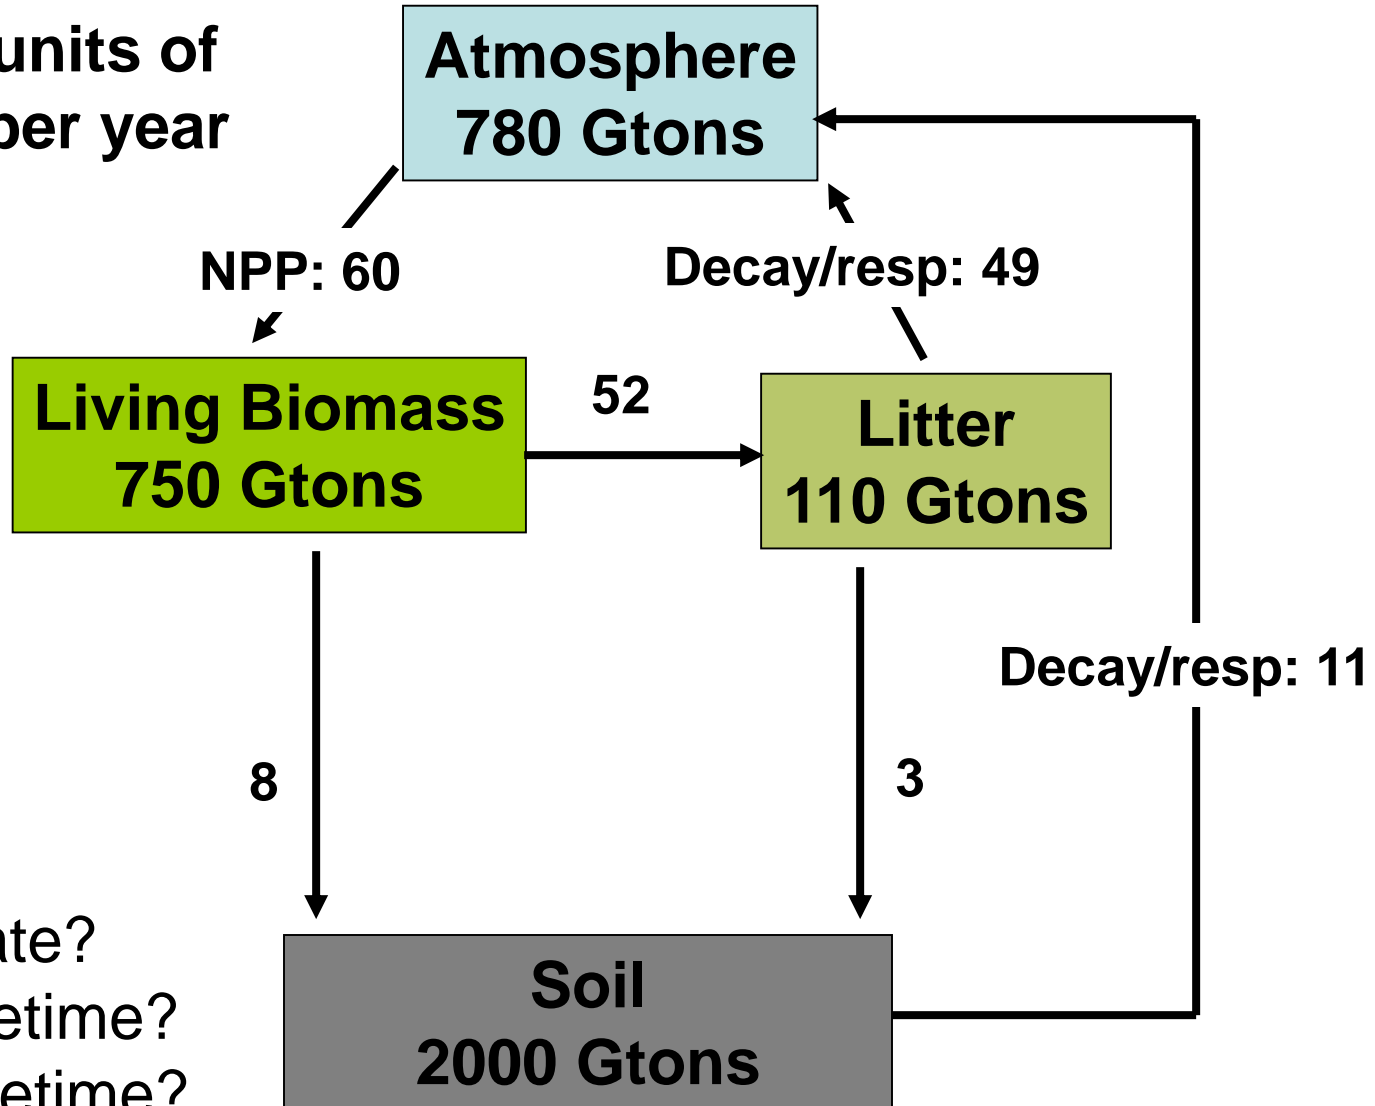 units of
per year
Atmosphere
780 Gtons
NPP: 60
Decay/resp: 49
Living Biomass
750 Gtons
52
Litter
110 Gtons
Decay/resp: 11
8
3
ate?
etime?
etime?
Soil
2000 Gtons